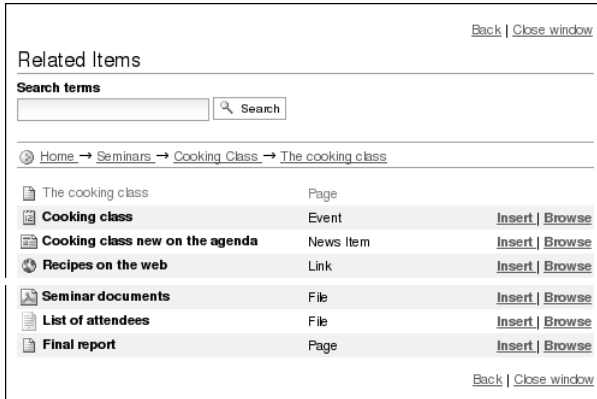 Back | Close window
Related Items
Search terms
Search
Home → Seminars → Cooking Class → The cooking class
The cooking class Page
Cooking class Event Insert | Browse
Cooking class new on the agenda News Item Insert | Browse
Recipes on the web Link Insert | Browse
Seminar documents File Insert | Browse
List of attendees File Insert | Browse
Final report Page Insert | Browse
Back | Close window